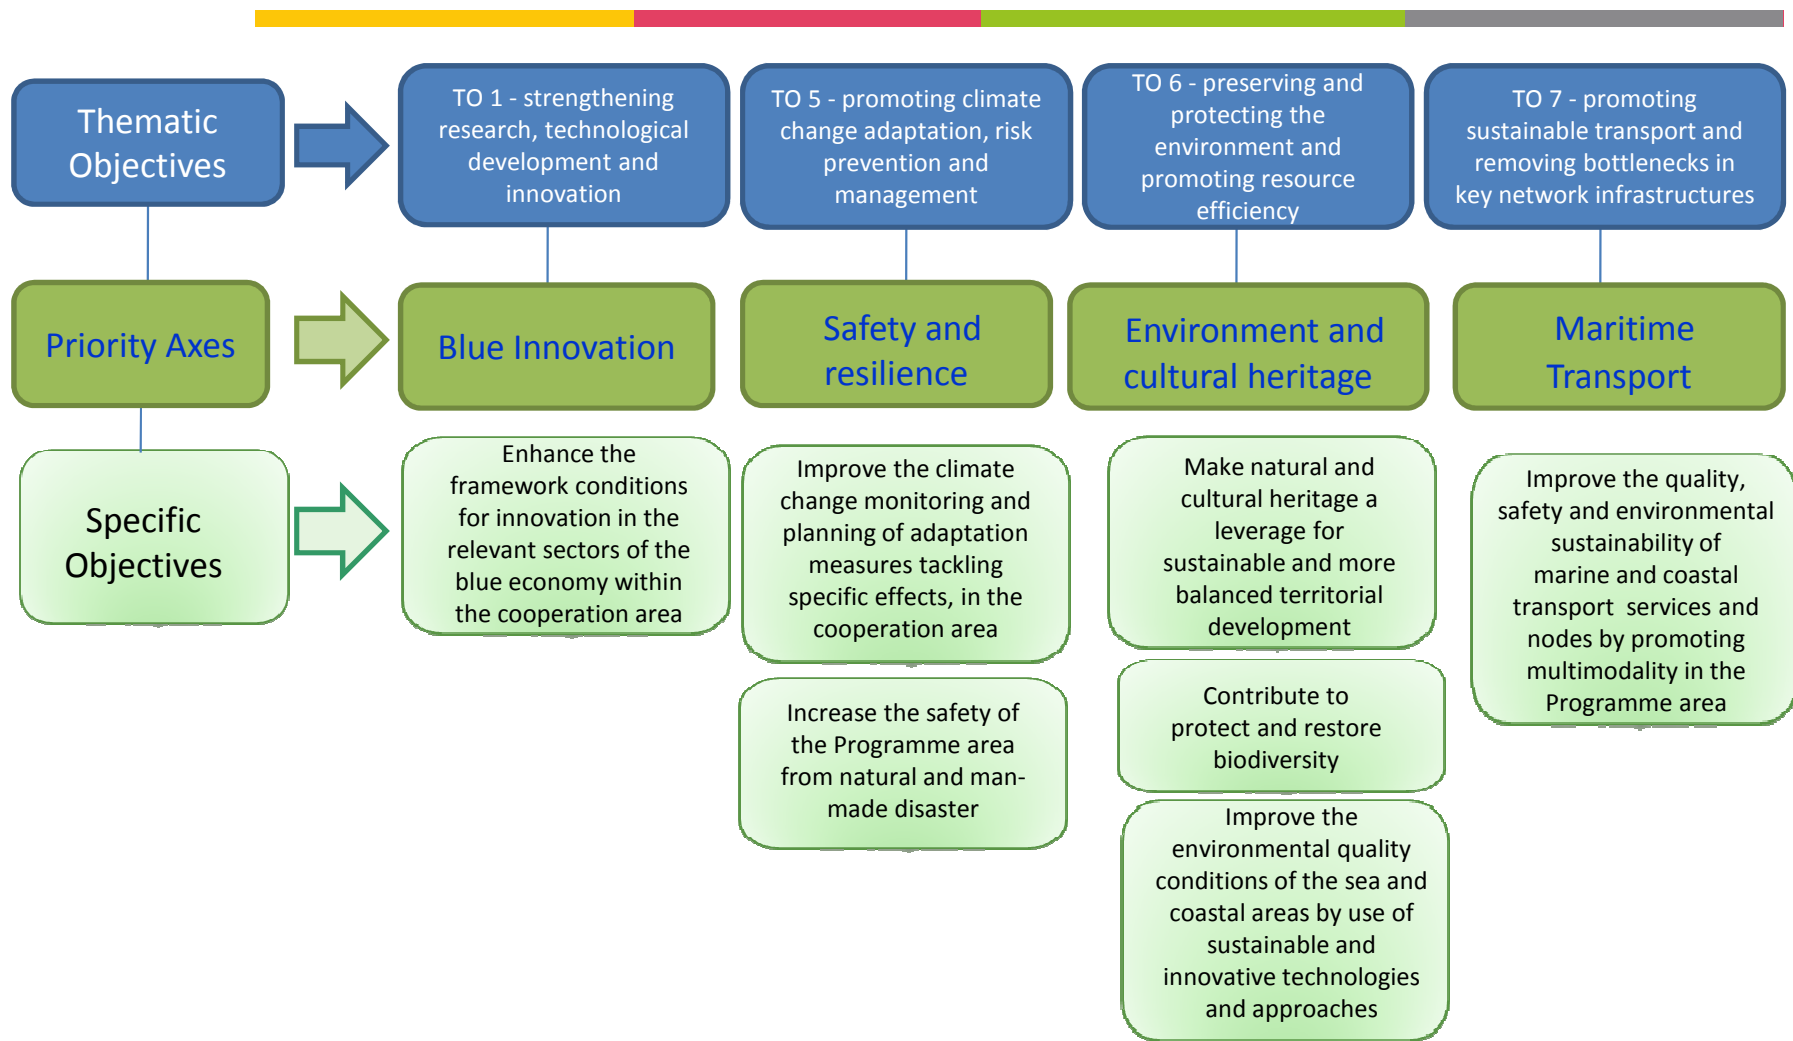 Thematic
Objectives
TO 1 - strengthening
research, technological
development and
innovation
TO 5 - promoting climate
change adaptation, risk
prevention and
management
TO 6 - preserving and
protecting the
environment and
promoting resource
efficiency
TO 7 - promoting
sustainable transport and
removing bottlenecks in
key network infrastructures
Priority Axes
Blue Innovation
Safety and
resilience
Environment and
cultural heritage
Maritime
Transport
Specific
Objectives
Enhance the
framework conditions
for innovation in the
relevant sectors of the
blue economy within
the cooperation area
Improve the climate
change monitoring and
planning of adaptation
measures tackling
specific effects, in the
cooperation area
Increase the safety of
the Programme area
from natural and man-
made disaster
Make natural and
cultural heritage a
leverage for
sustainable and more
balanced territorial
development
Contribute to
protect and restore
biodiversity
Improve the
environmental quality
conditions of the sea and
coastal areas by use of
sustainable and
innovative technologies
and approaches
Improve the quality,
safety and environmental
sustainability of
marine and coastal
transport services and
nodes by promoting
multimodality in the
Programme area